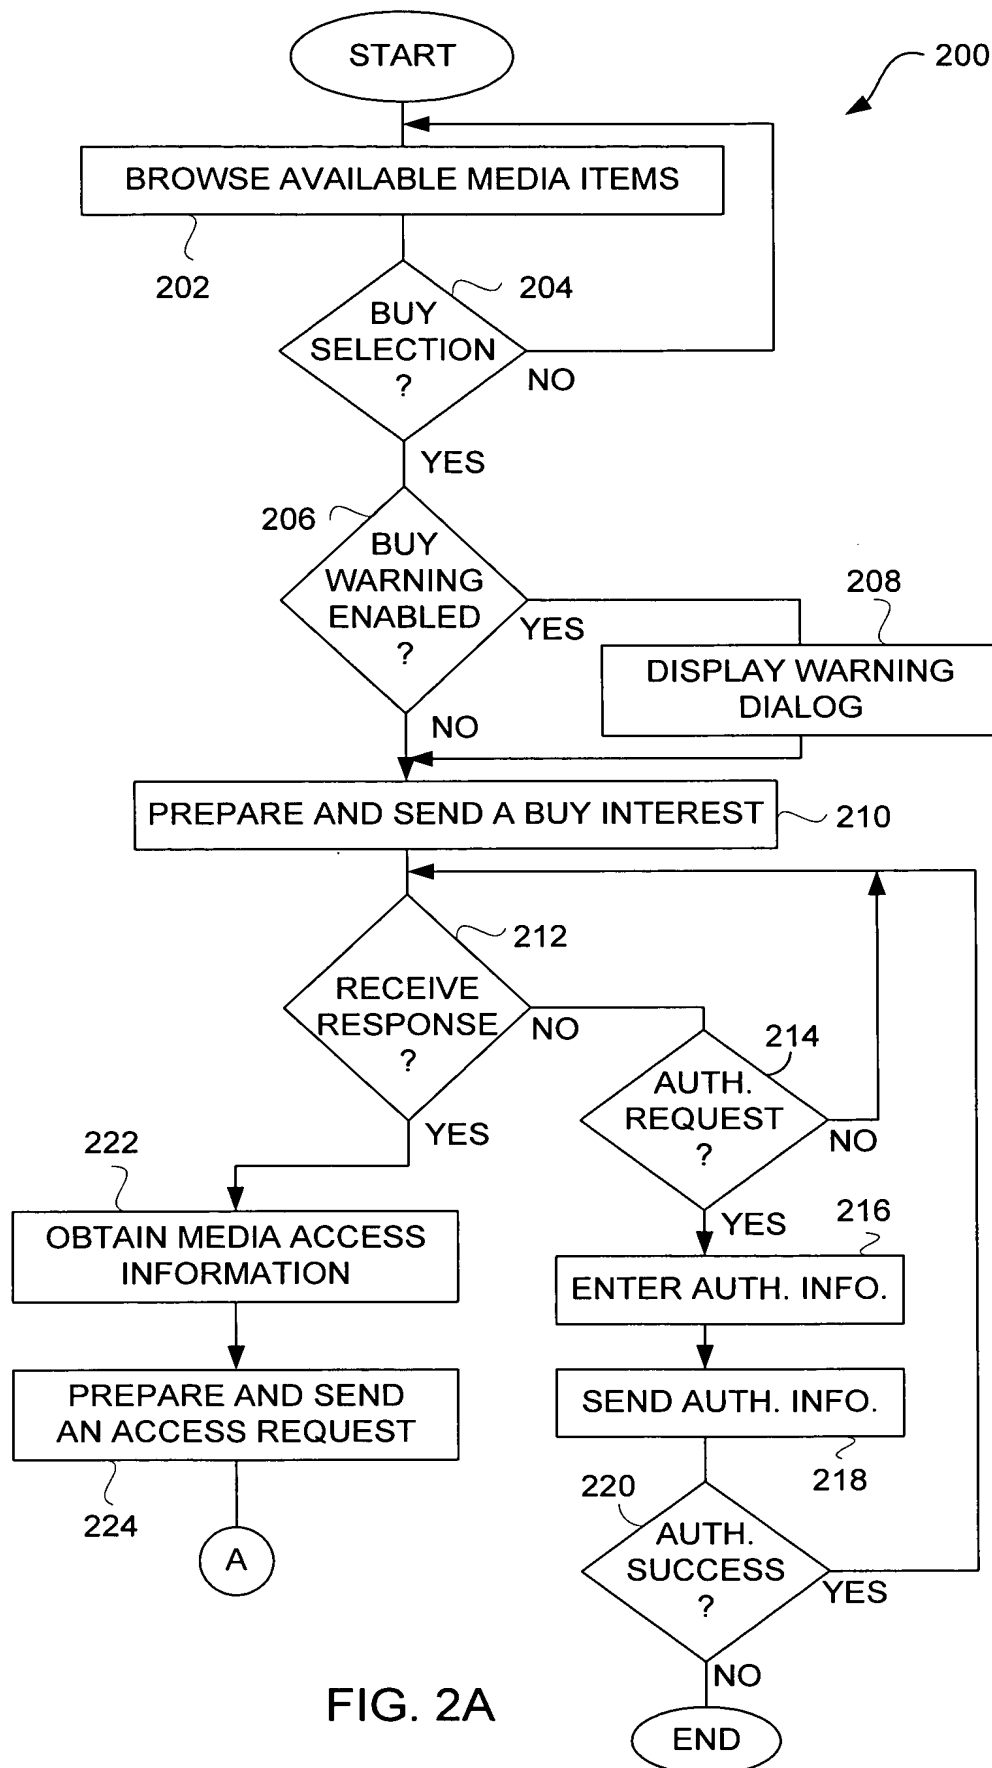 START
200
BROWSE AVAILABLE MEDIA ITEMS
202
204
BUY
SELECTION
?
NO
YES
206
BUY
WARNING
ENABLED
?
YES
208
DISPLAY WARNING
DIALOG
NO
PREPARE AND SEND A BUY INTEREST
210
212
RECEIVE
RESPONSE
?
NO
214
AUTH.
REQUEST
?
NO
YES
222
OBTAIN MEDIA ACCESS
INFORMATION
YES
216
ENTER AUTH. INFO.
PREPARE AND SEND
AN ACCESS REQUEST
224
SEND AUTH. INFO.
218
220
A
AUTH.
SUCCESS
?
YES
NO
FIG. 2A
END